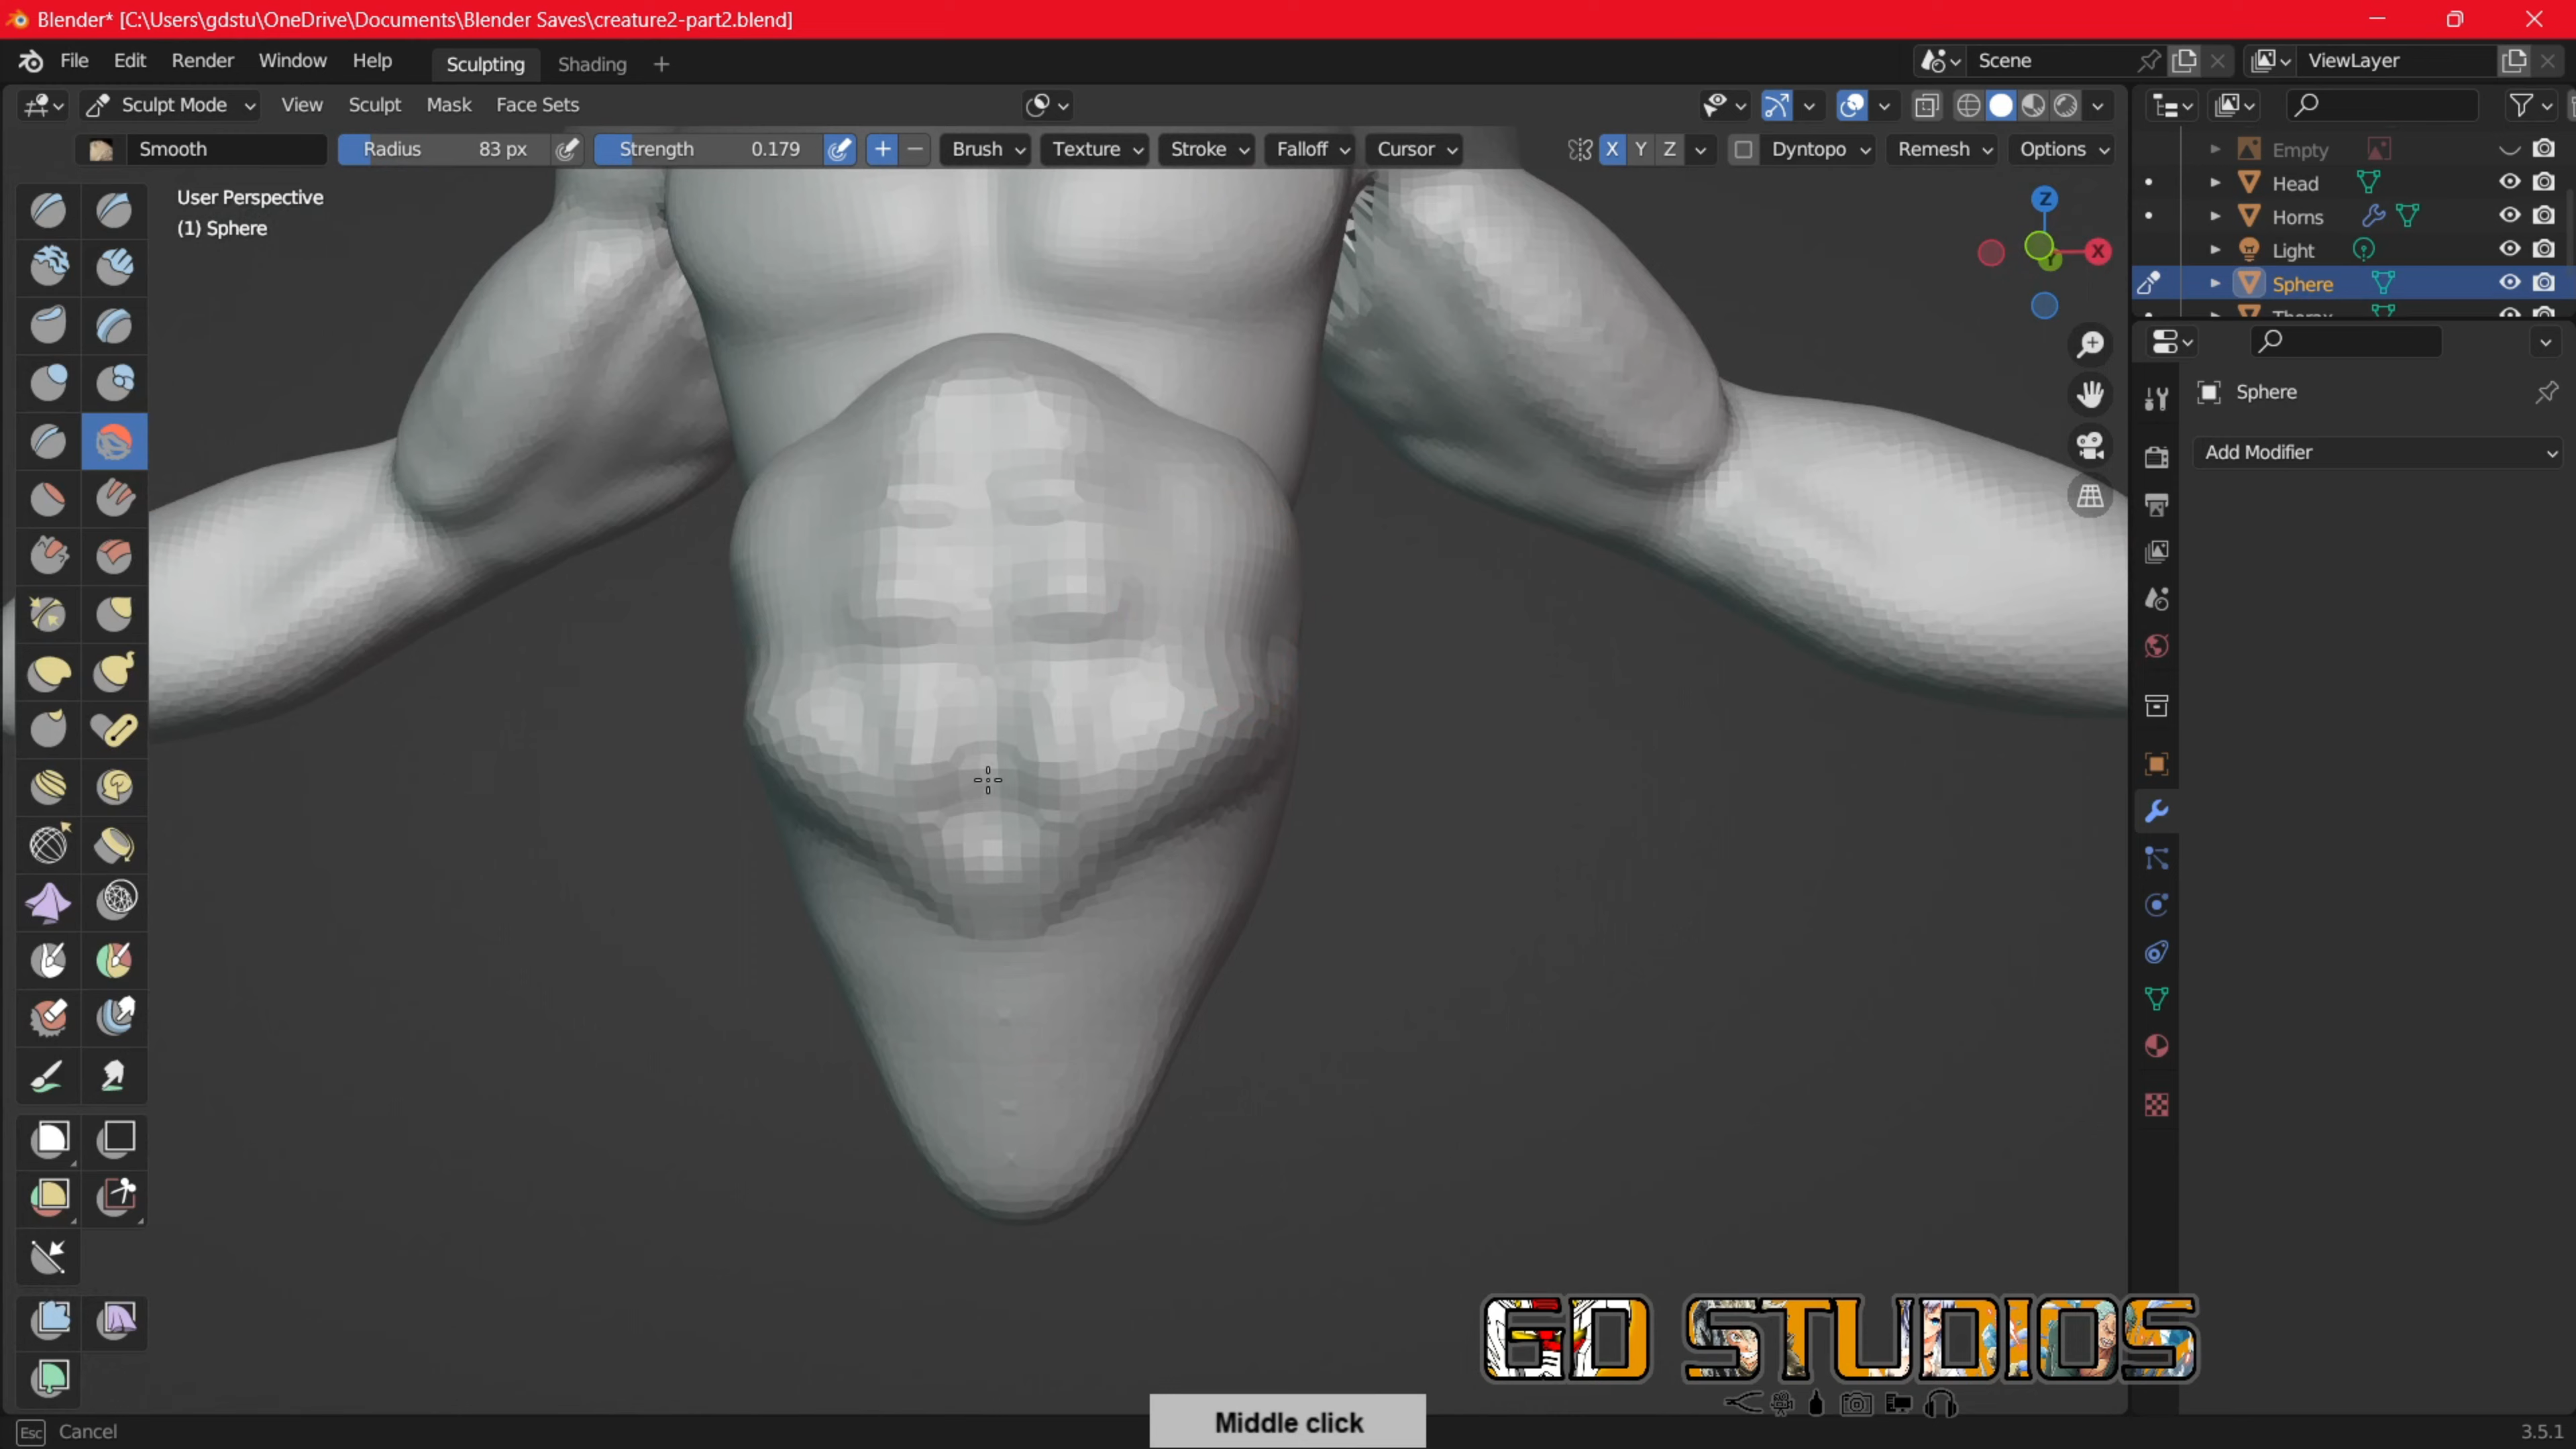 Blender* [C:\Users\gdstu\OneDrive\Documents\Blender Saves\creature2-part2.blend]
File Edit Render Window Help Sculpting Shading + Scene ViewLayer
Sculpt Mode View Sculpt Mask Face Sets
Smooth Radius 83 px Strength 0.179 + − Brush Texture Stroke Falloff Cursor X Y Z Dyntopo Remesh Options
User Perspective
(1) Sphere
Z
X
Y
Empty
Head
Horns
Light
Sphere
Thorax
Sphere
Add Modifier
GD STUDIOS
Middle click
Esc Cancel
3.5.1